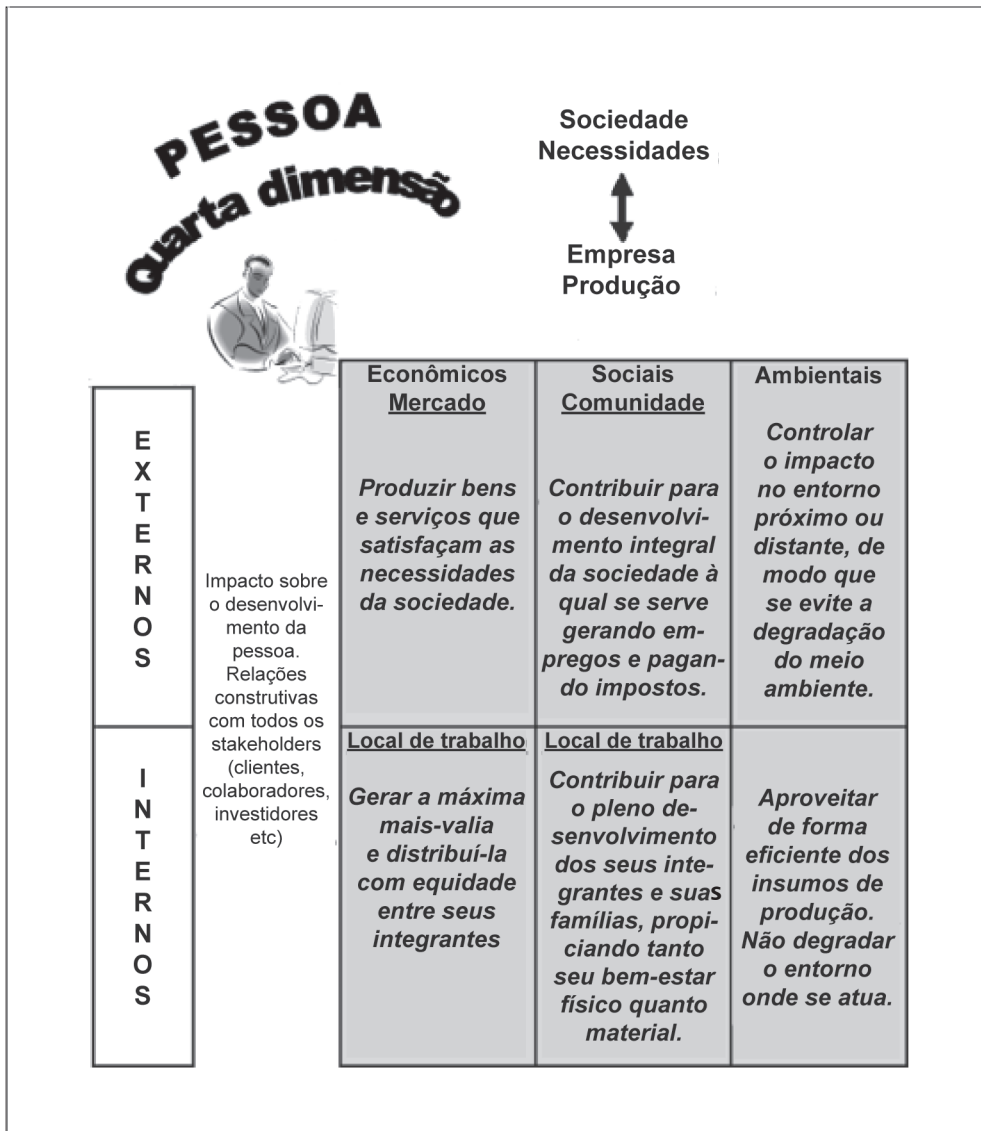 PESSOA
Quarta dimensão
Sociedade
Necessidades
Empresa
Produção
EXTERNOS
Impacto sobre
o desenvolvi-
mento da
pessoa.
Relações
construtivas
com todos os
stakeholders
(clientes,
colaboradores,
investidores
etc)
Econômicos
Mercado
Produzir bens
e serviços que
satisfaçam as
necessidades
da sociedade.
Sociais
Comunidade
Contribuir para
o desenvolvi-
mento integral
da sociedade à
qual se serve
gerando em-
pregos e pagan-
do impostos.
Ambientais
Controlar
o impacto
no entorno
próximo ou
distante, de
modo que
se evite a
degradação
do meio
ambiente.
INTERNOS
Local de trabalho
Gerar a máxima
mais-valia
e distribuí-la
com equidade
entre seus
integrantes
Local de trabalho
Contribuir para
o pleno de-
senvolvimento
dos seus inte-
grantes e suas
famílias, propi-
ciando tanto
seu bem-estar
físico quanto
material.
Aproveitar
de forma
eficiente dos
insumos de
produção.
Não degradar
o entorno
onde se atua.